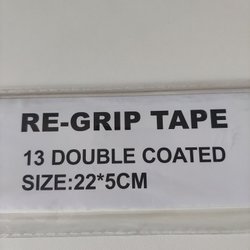 RE-GRIP TAPE
13 DOUBLE COATED
SIZE:22*5CM